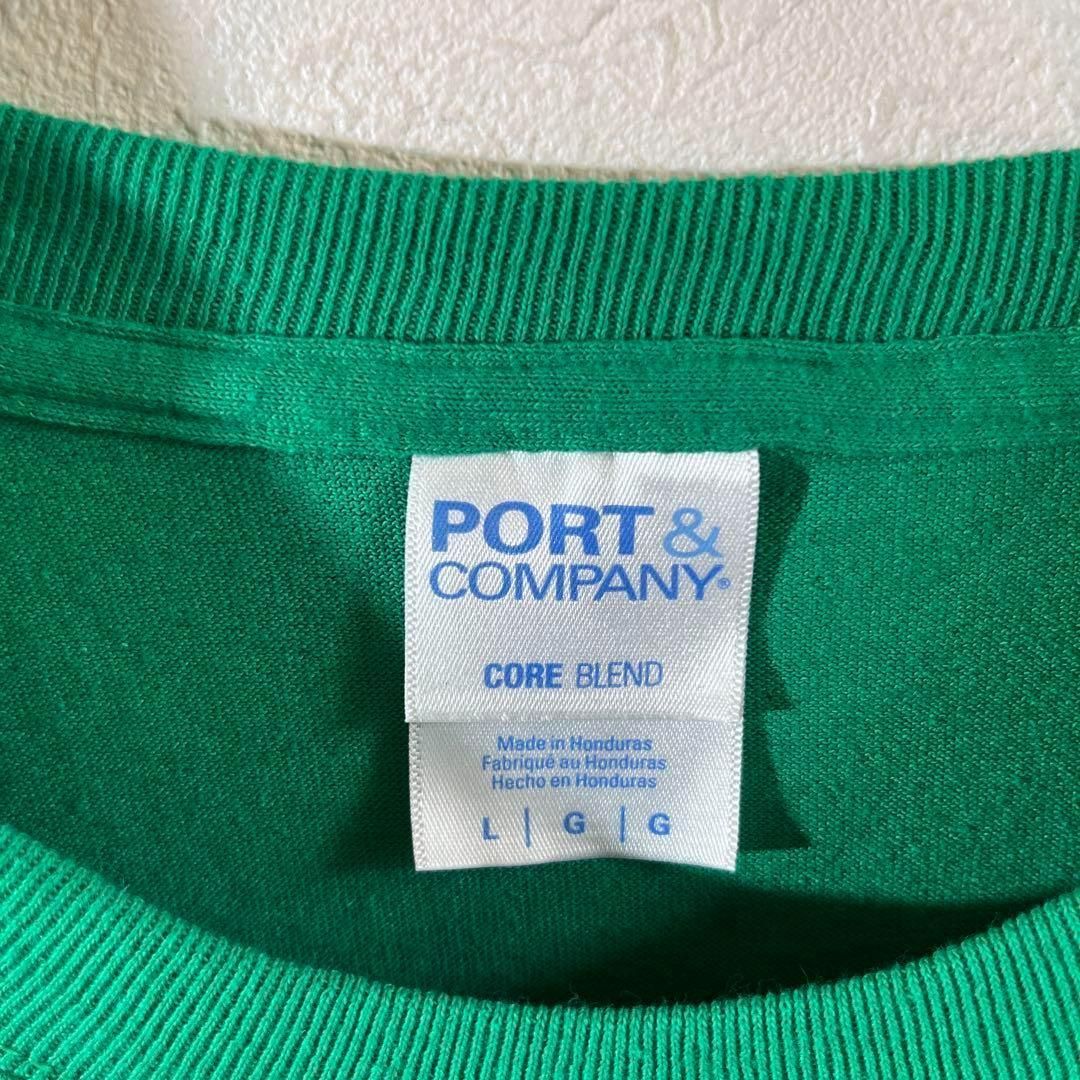 PORT &
COMPANY®
CORE BLEND
Made in Honduras
Fabriqué au Honduras
Hecho en Honduras
L | G | G